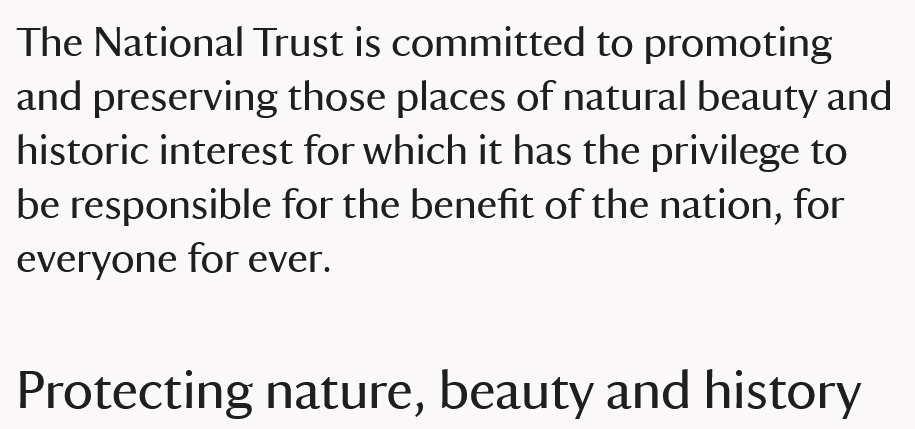 The National Trust is committed to promoting
and preserving those places of natural beauty and
historic interest for which it has the privilege to
be responsible for the benefit of the nation, for
everyone for ever.
Protecting nature, beauty and history